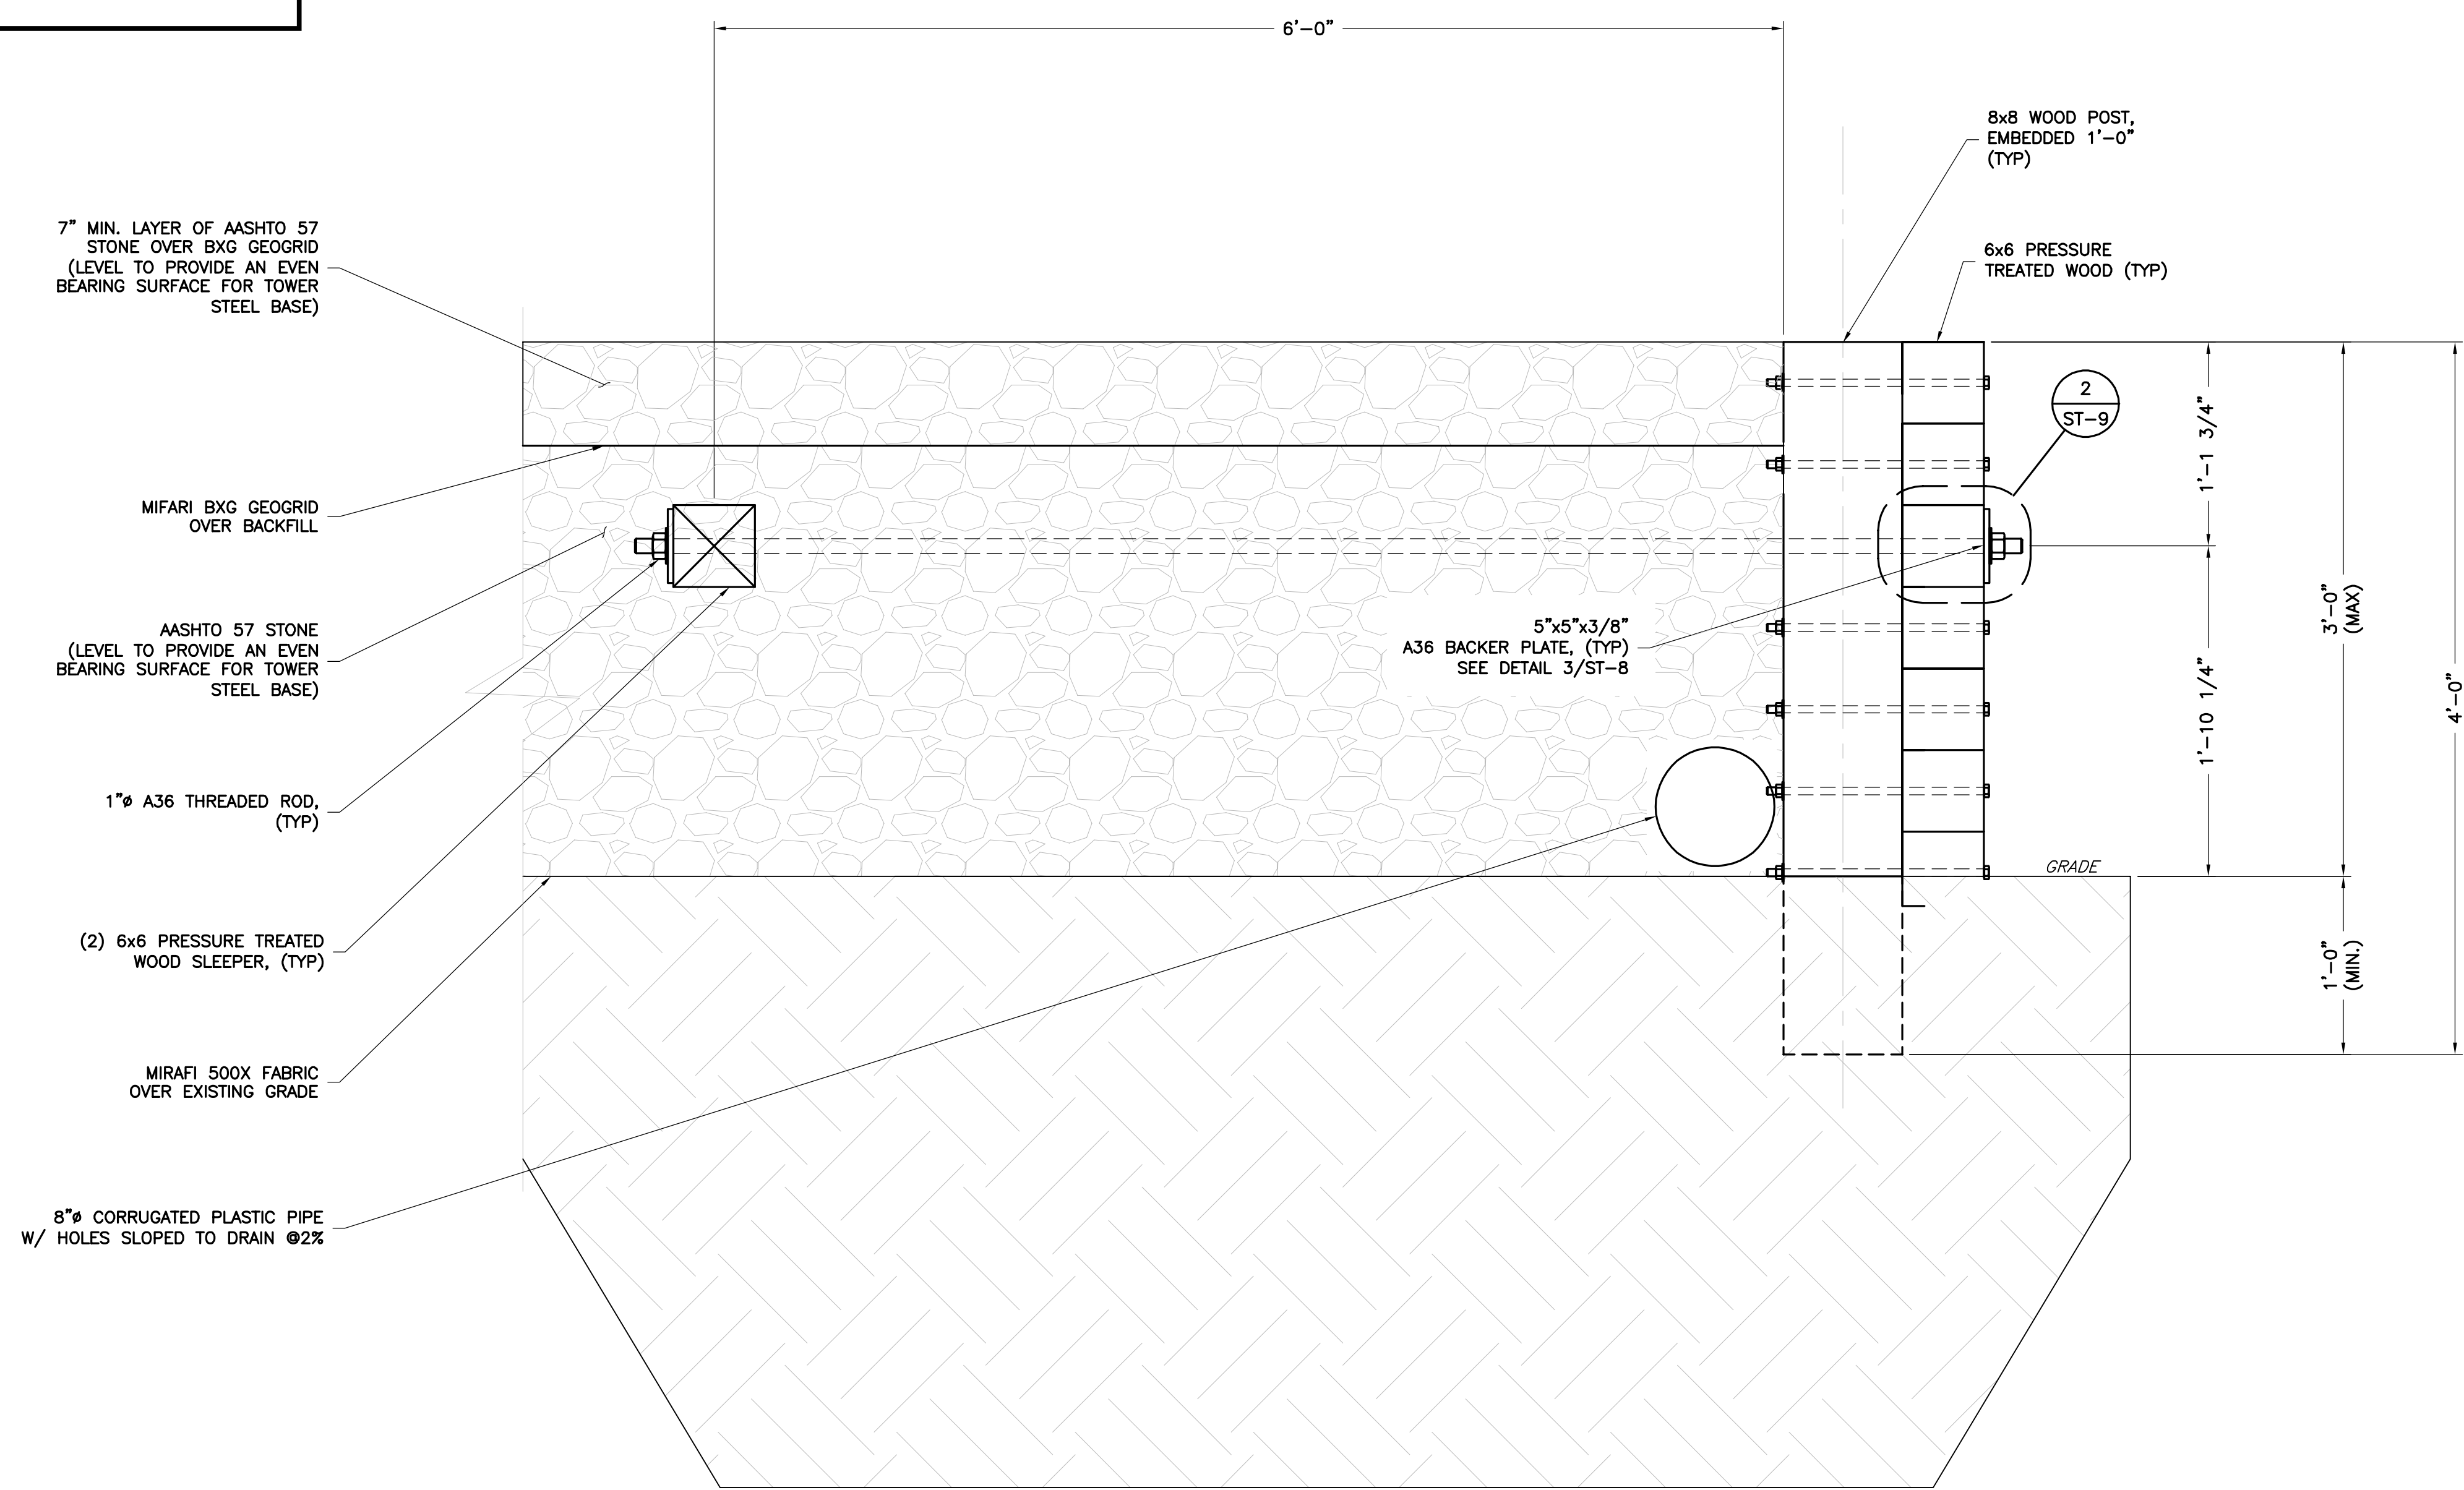 6'-0"
8x8 WOOD POST,
EMBEDDED 1'-0"
(TYP)
7" MIN. LAYER OF AASHTO 57
STONE OVER BXG GEOGRID
(LEVEL TO PROVIDE AN EVEN
BEARING SURFACE FOR TOWER
STEEL BASE)
6x6 PRESSURE
TREATED WOOD (TYP)
2
ST-9
1'-1 3/4"
MIFARI BXG GEOGRID
OVER BACKFILL
AASHTO 57 STONE
(LEVEL TO PROVIDE AN EVEN
BEARING SURFACE FOR TOWER
STEEL BASE)
5"x5"x3/8"
A36 BACKER PLATE, (TYP)
SEE DETAIL 3/ST-8
3'-0"
(MAX)
1'-10 1/4"
4'-0"
1"ø A36 THREADED ROD,
(TYP)
GRADE
(2) 6x6 PRESSURE TREATED
WOOD SLEEPER, (TYP)
1'-0"
(MIN.)
MIRAFI 500X FABRIC
OVER EXISTING GRADE
8"ø CORRUGATED PLASTIC PIPE
W/ HOLES SLOPED TO DRAIN @2%